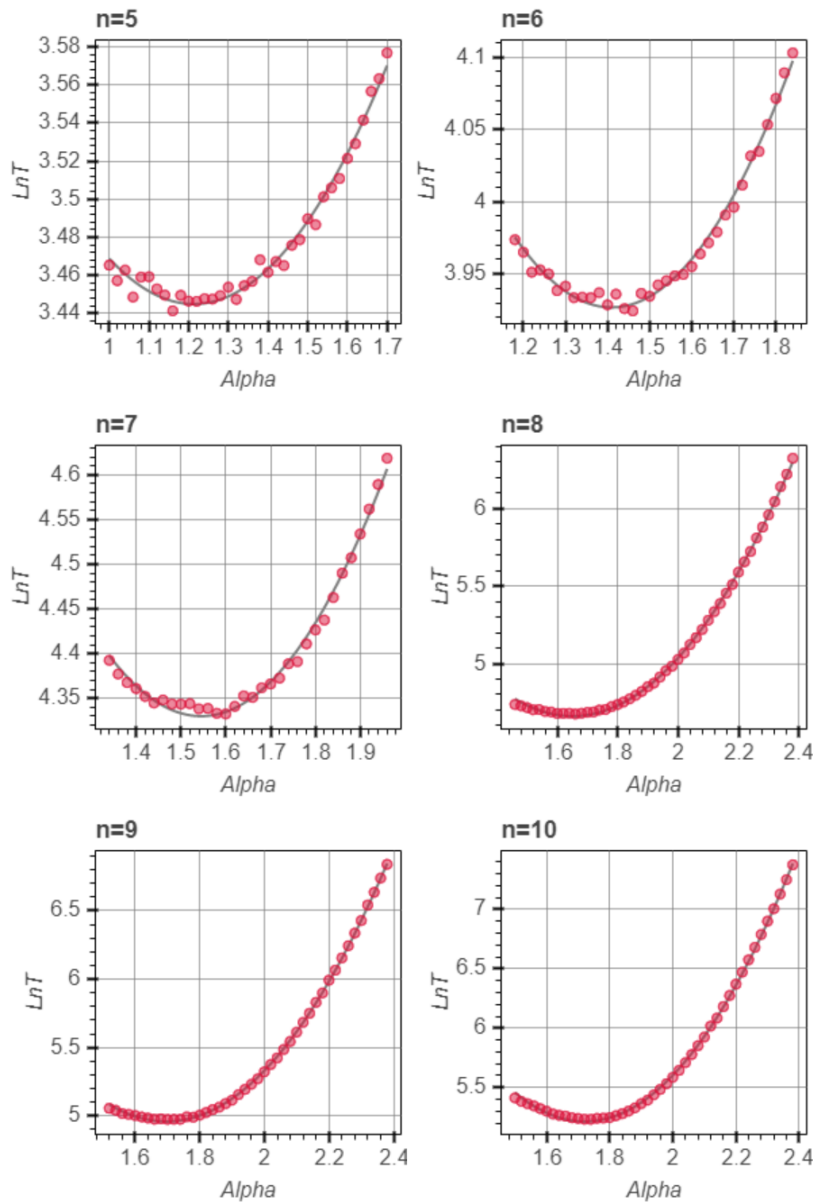 n=5
3.58
3.56
3.54
3.52
3.5
3.48
3.46
3.44
LnT
1 1.1 1.2 1.3 1.4 1.5 1.6 1.7
Alpha
n=6
4.1
4.05
4
3.95
LnT
1.2 1.3 1.4 1.5 1.6 1.7 1.8
Alpha
n=7
4.6
4.55
4.5
4.45
4.4
4.35
LnT
1.4 1.5 1.6 1.7 1.8 1.9
Alpha
n=8
6
5.5
5
LnT
1.6 1.8 2 2.2 2.4
Alpha
n=9
6.5
6
5.5
5
LnT
1.6 1.8 2 2.2 2.4
Alpha
n=10
7
6.5
6
5.5
LnT
1.6 1.8 2 2.2 2.4
Alpha